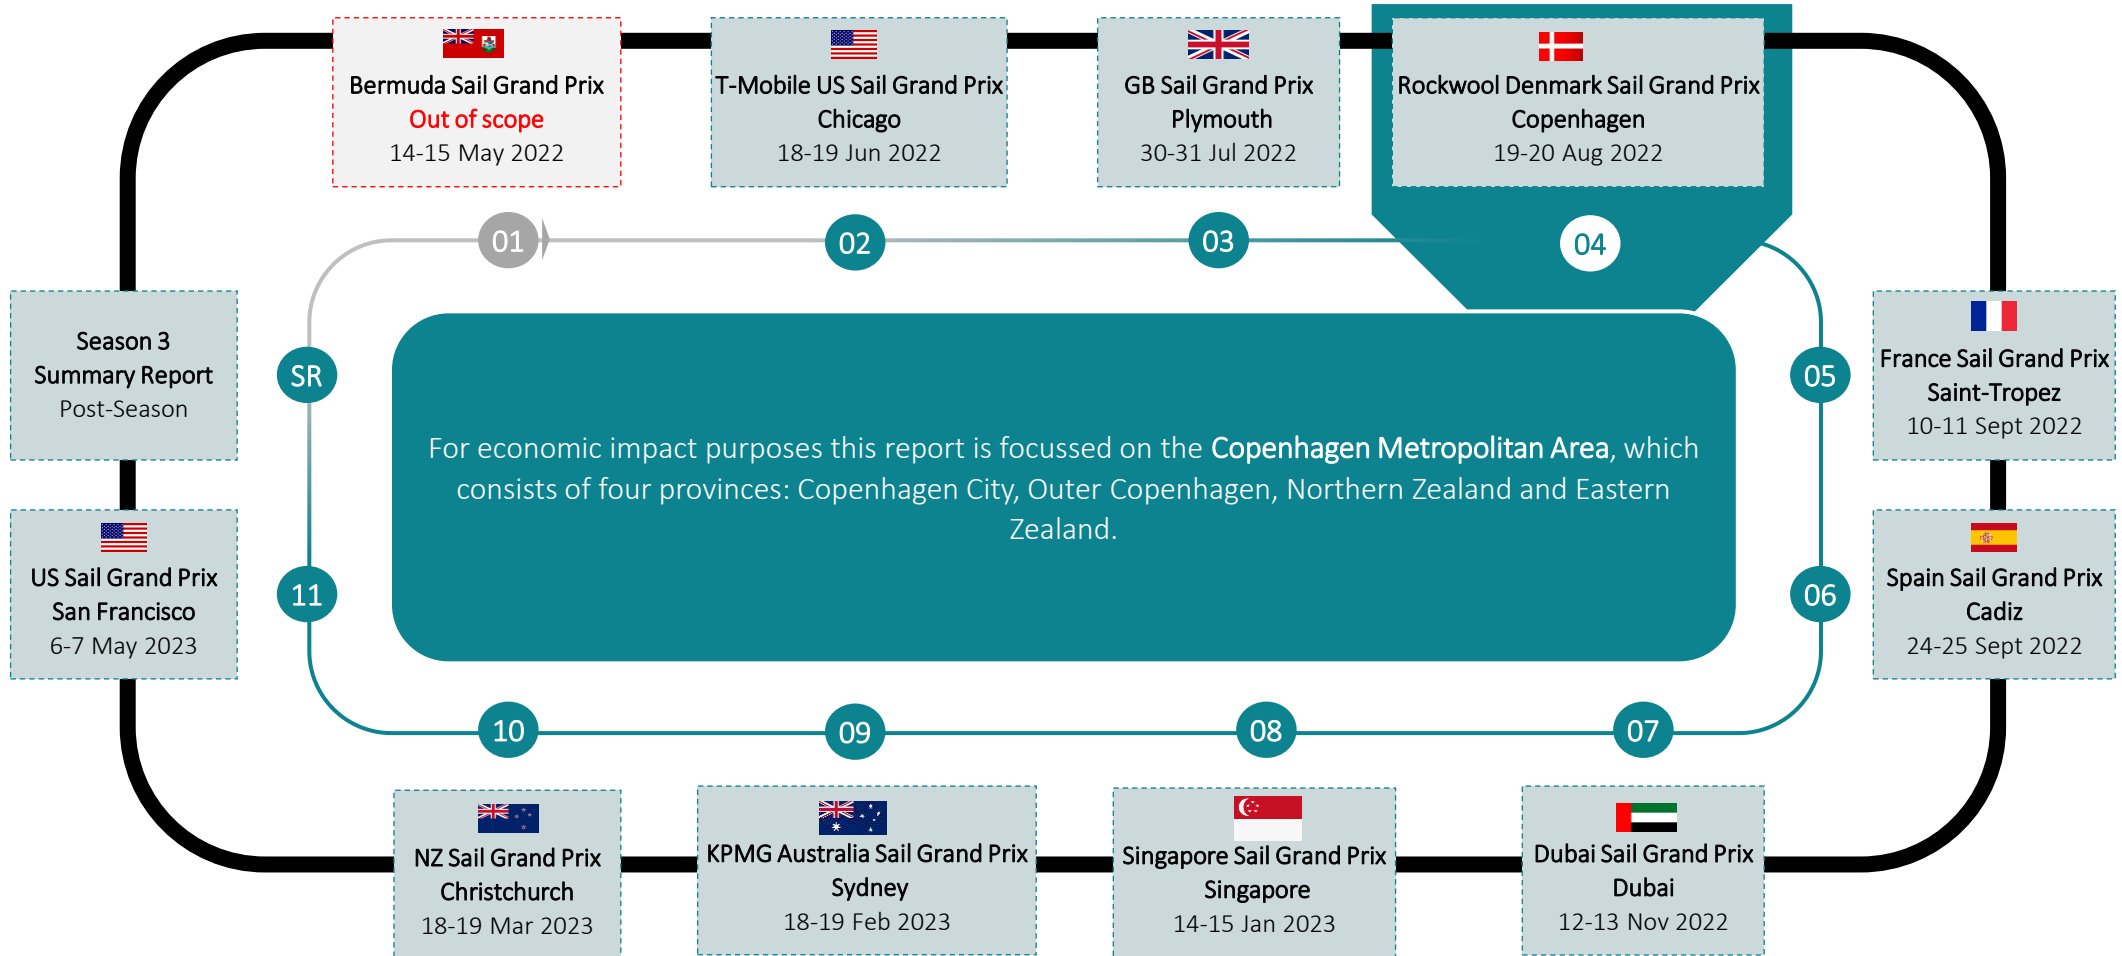 Bermuda Sail Grand Prix
Out of scope
14-15 May 2022
T-Mobile US Sail Grand Prix
Chicago
18-19 Jun 2022
GB Sail Grand Prix
Plymouth
30-31 Jul 2022
Rockwool Denmark Sail Grand Prix
Copenhagen
19-20 Aug 2022
01
02
03
04
Season 3
Summary Report
Post-Season
SR
05
France Sail Grand Prix
Saint-Tropez
10-11 Sept 2022
For economic impact purposes this report is focussed on the Copenhagen Metropolitan Area, which
consists of four provinces: Copenhagen City, Outer Copenhagen, Northern Zealand and Eastern
Zealand.
US Sail Grand Prix
San Francisco
6-7 May 2023
11
06
Spain Sail Grand Prix
Cadiz
24-25 Sept 2022
10
09
08
07
NZ Sail Grand Prix
Christchurch
18-19 Mar 2023
KPMG Australia Sail Grand Prix
Sydney
18-19 Feb 2023
Singapore Sail Grand Prix
Singapore
14-15 Jan 2023
Dubai Sail Grand Prix
Dubai
12-13 Nov 2022